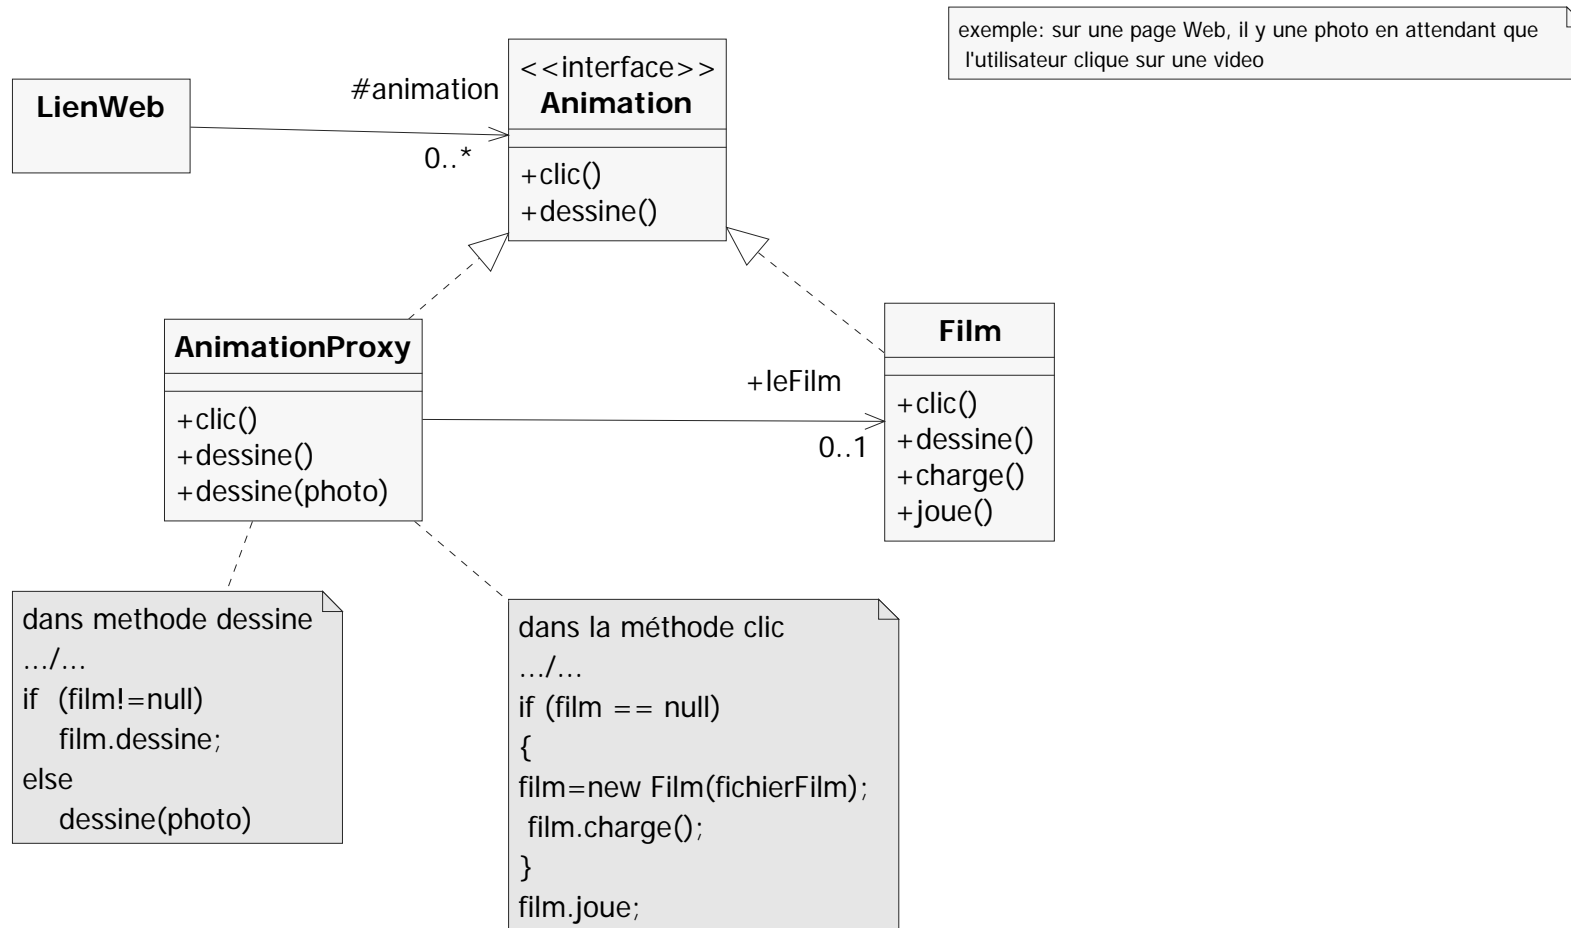 exemple: sur une page Web, il y une photo en attendant que
l'utilisateur clique sur une video
LienWeb
#animation
0..*
<<interface>>
Animation
+clic()
+dessine()
AnimationProxy
+clic()
+dessine()
+dessine(photo)
+leFilm
0..1
Film
+clic()
+dessine()
+charge()
+joue()
dans methode dessine
.../...
if (film!=null)
film.dessine;
else
dessine(photo)
dans la méthode clic
.../...
if (film == null)
{
film=new Film(fichierFilm);
film.charge();
}
film.joue;